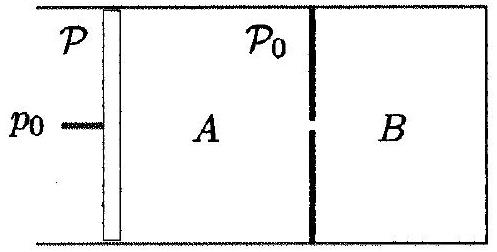 𝒫 𝒫₀
p₀ A B